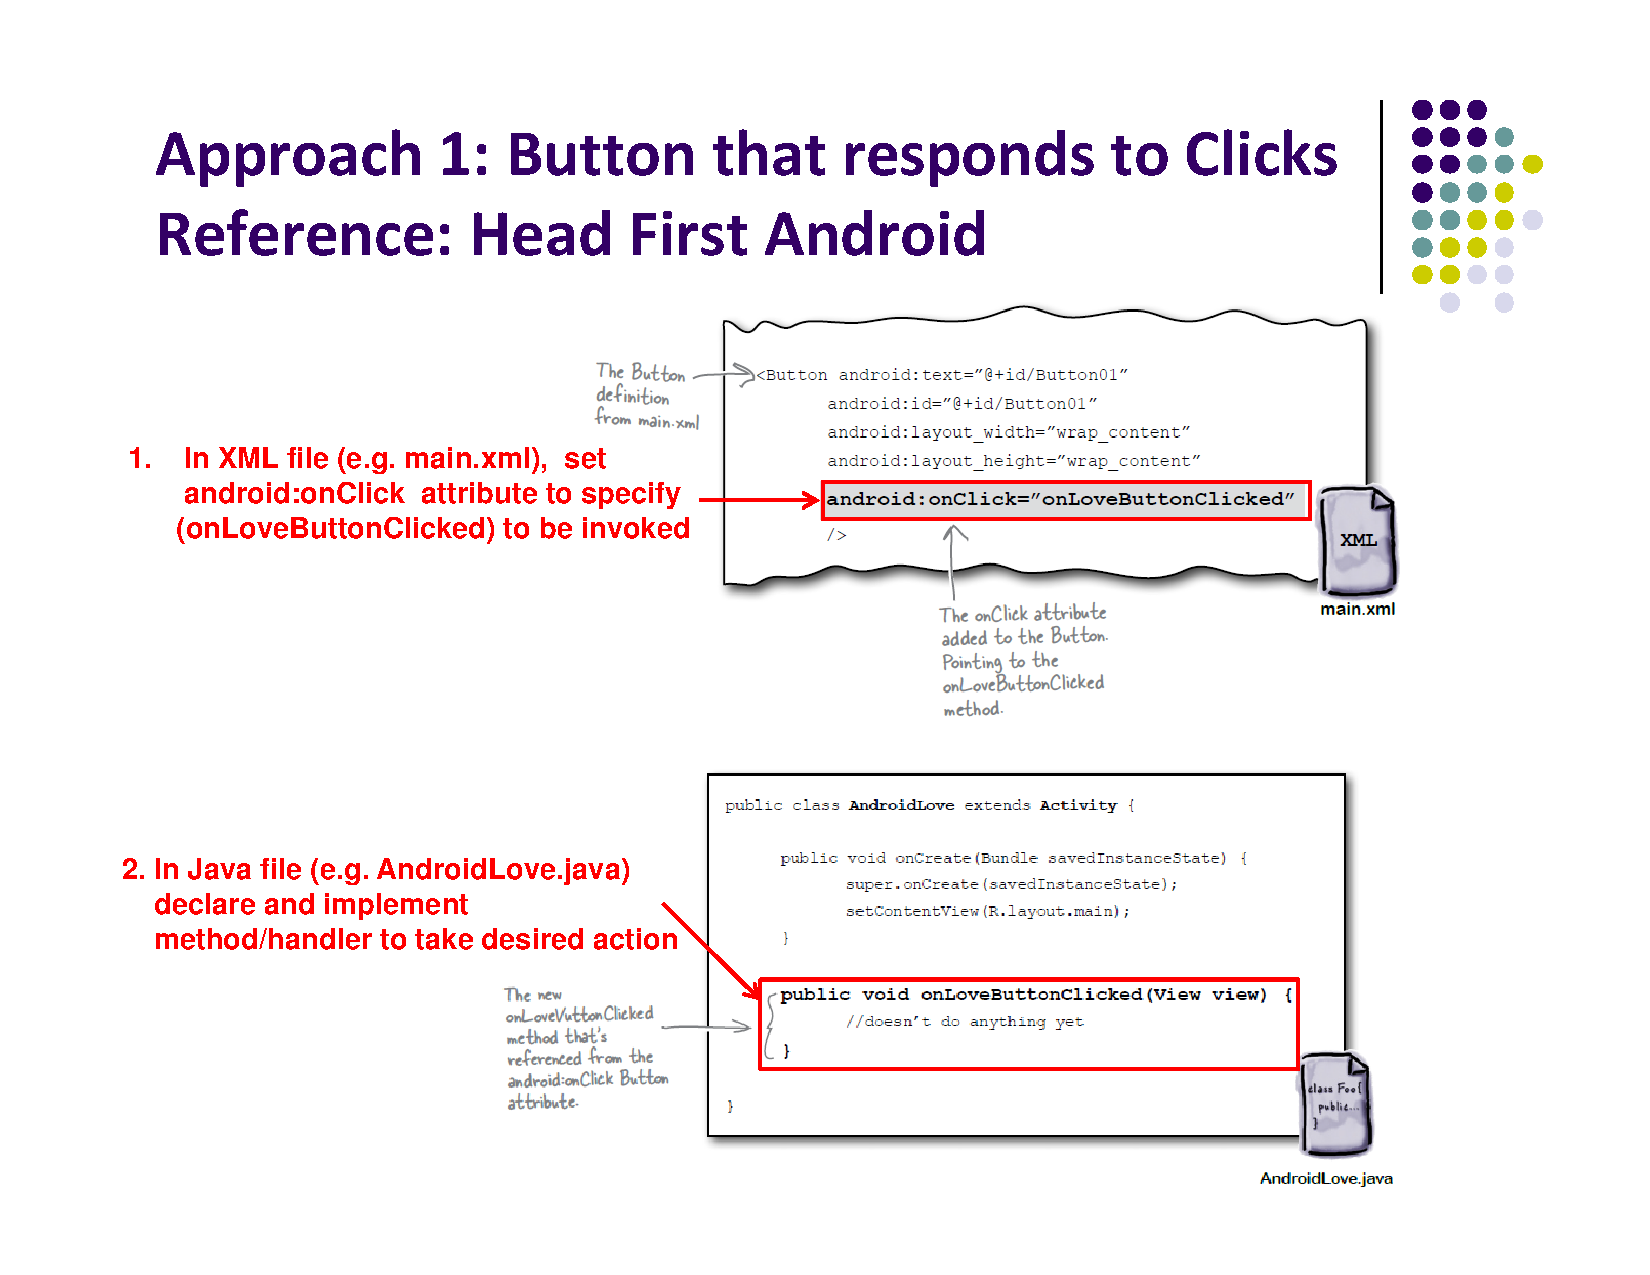 Approach 1: Button that responds to Clicks
Reference: Head First Android
The Button
definition
from main.xml
<Button android:text=”@+id/Button01”
android:id=”@+id/Button01”
android:layout_width=”wrap_content”
android:layout_height=”wrap_content”
android:onClick=”onLoveButtonClicked”
/>
XML
main.xml
1. In XML file (e.g. main.xml), set
android:onClick attribute to specify
(onLoveButtonClicked) to be invoked
The onClick attribute
added to the Button.
Pointing to the
onLoveButtonClicked
method.
public class AndroidLove extends Activity {
public void onCreate(Bundle savedInstanceState) {
super.onCreate(savedInstanceState);
setContentView(R.layout.main);
}
2. In Java file (e.g. AndroidLove.java)
declare and implement
method/handler to take desired action
public void onLoveButtonClicked(View view) {
//doesn’t do anything yet
}
}
The new
onLoveVuttonClicked
method that's
referenced from the
android:onClick Button
attribute.
class Foo{
public...
}
AndroidLove.java